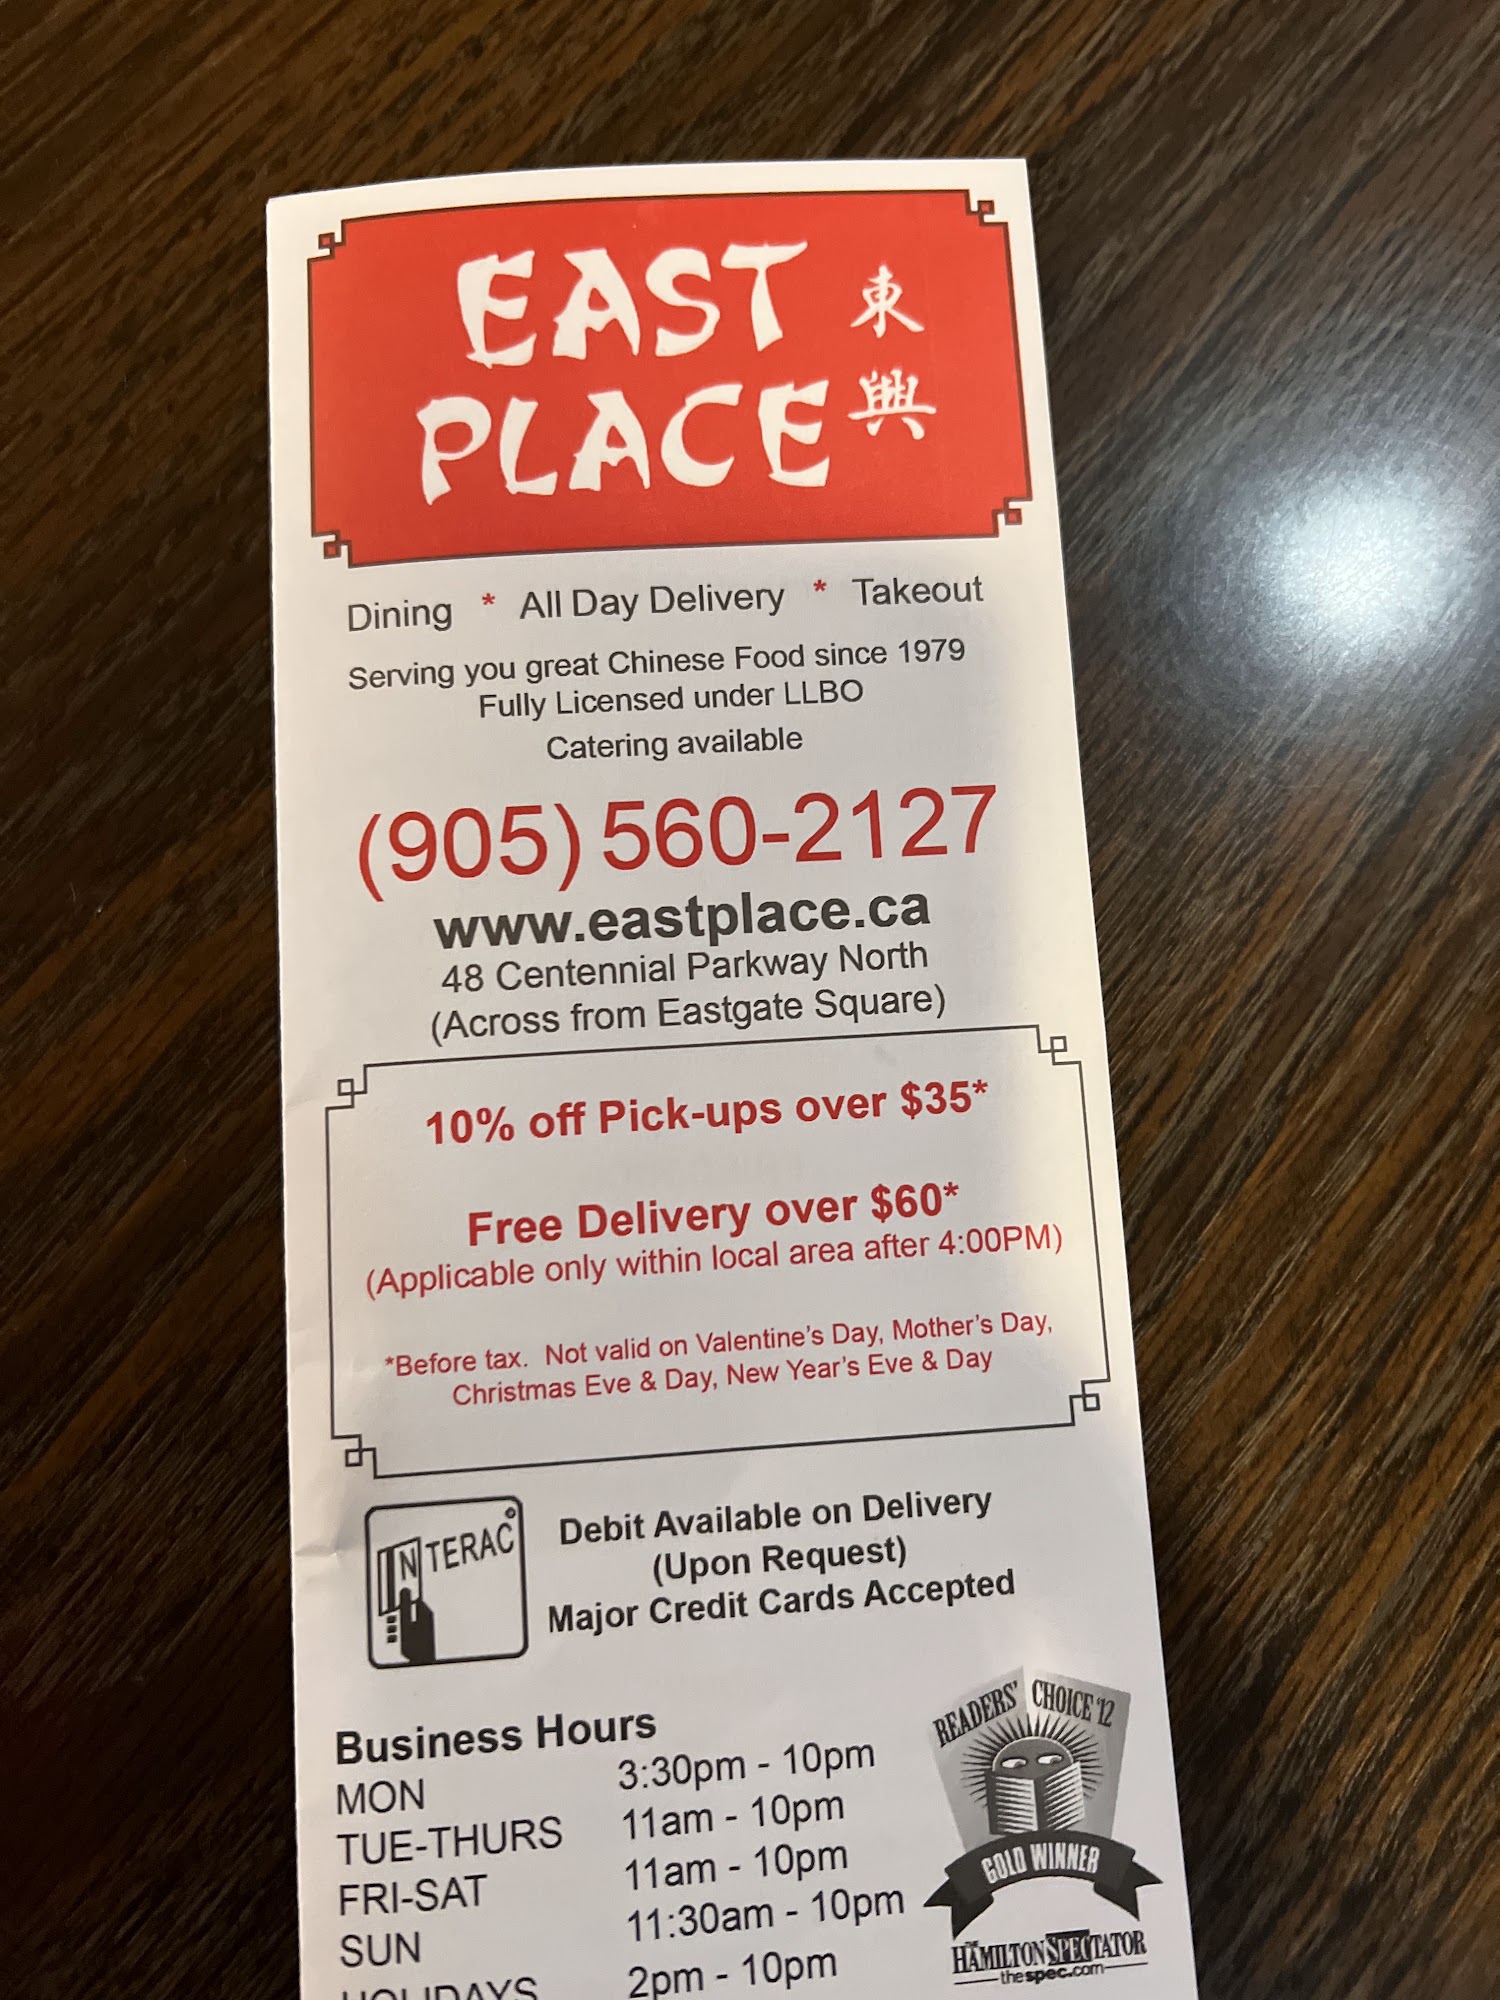 EAST 東
PLACE 興
Dining * All Day Delivery * Takeout
Serving you great Chinese Food since 1979
Fully Licensed under LLBO
Catering available
(905) 560-2127
www.eastplace.ca
48 Centennial Parkway North
(Across from Eastgate Square)
10% off Pick-ups over $35*
Free Delivery over $60*
(Applicable only within local area after 4:00PM)
*Before tax. Not valid on Valentine's Day, Mother's Day,
Christmas Eve & Day, New Year's Eve & Day
INTERAC
Debit Available on Delivery
(Upon Request)
Major Credit Cards Accepted
Business Hours
MON 3:30pm - 10pm
TUE-THURS 11am - 10pm
FRI-SAT 11am - 10pm
SUN 11:30am - 10pm
HOLIDAYS 2pm - 10pm
READERS' CHOICE '12
GOLD WINNER
THE HAMILTON SPECTATOR
thespec.com